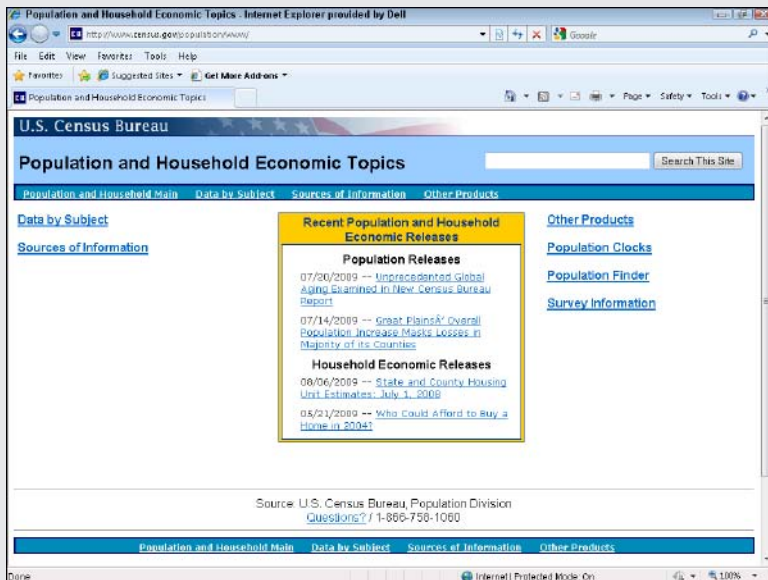 Population and Household Economic Topics - Internet Explorer provided by Dell
http://www.census.gov/population/www/
Google
File Edit View Favorites Tools Help
Favorites Suggested Sites Get More Add-ons
Population and Household Economic Topics
Page Safety Tools
U.S. Census Bureau
Population and Household Economic Topics
Search This Site
Population and Household Main Data by Subject Sources of Information Other Products
Data by Subject
Sources of Information
Recent Population and Household
Economic Releases
Population Releases
07/20/2009 -- Unprecedented Global
Aging Examined in New Census Bureau
Report
07/14/2009 -- Great PlainsÂ’ Overall
Population Increase Masks Losses in
Majority of its Counties
Household Economic Releases
08/06/2009 -- State and County Housing
Unit Estimates: July 1, 2008
05/21/2009 -- Who Could Afford to Buy a
Home in 2004?
Other Products
Population Clocks
Population Finder
Survey Information
Source: U.S. Census Bureau, Population Division
Questions? / 1-866-758-1060
Population and Household Main Data by Subject Sources of Information Other Products
Done
Internet | Protected Mode: On
100%